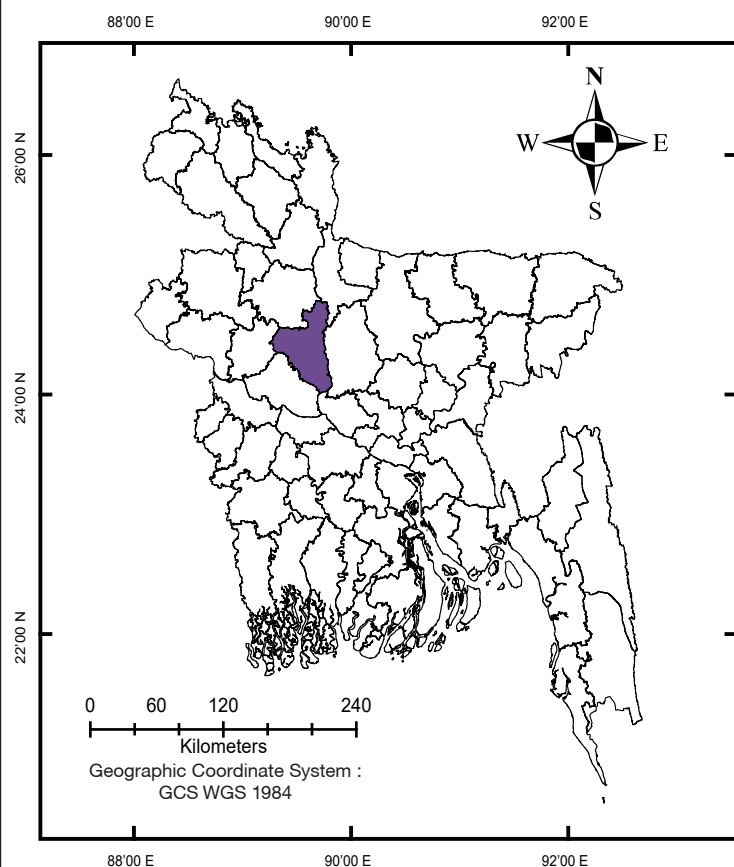 88'00 E 90'00 E 92'00 E
N
W E
S
26°00 N
24°00 N
22°00 N
0 60 120 240
Kilometers
Geographic Coordinate System :
GCS WGS 1984
88'00 E 90'00 E 92'00 E